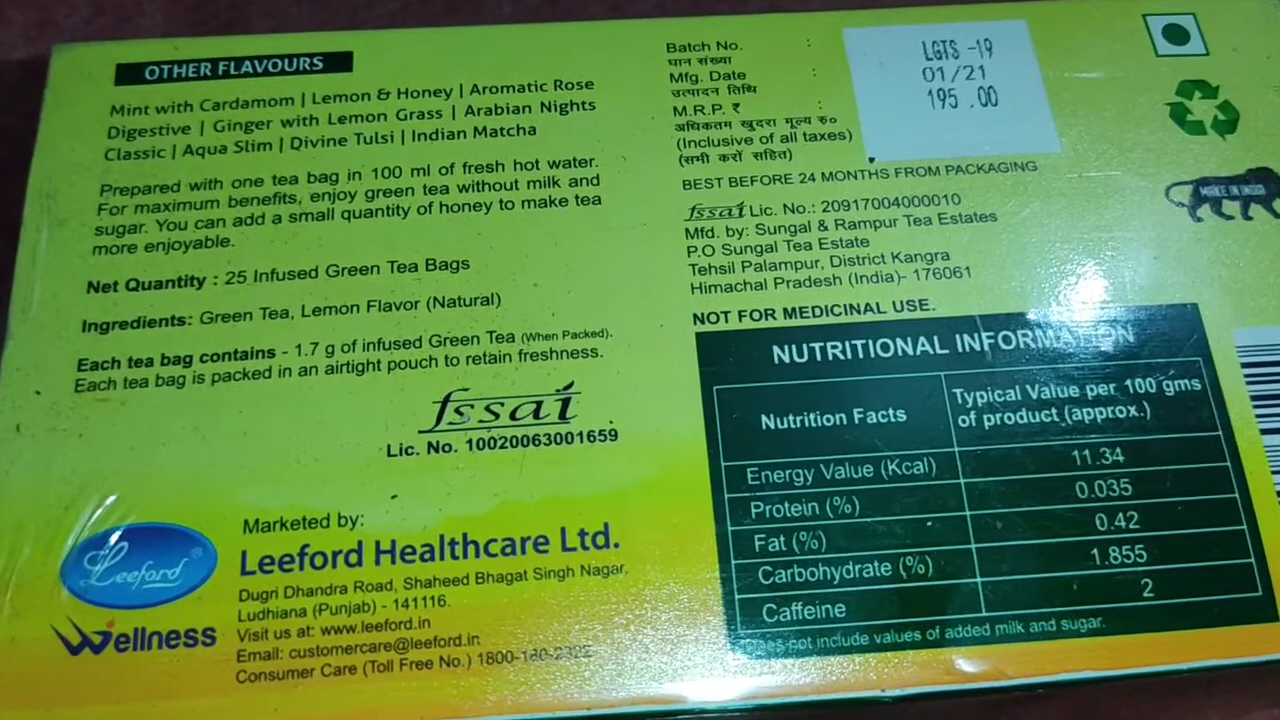 OTHER FLAVOURS
Mint with Cardamom | Lemon & Honey | Aromatic Rose
Digestive | Ginger with Lemon Grass | Arabian Nights
Classic | Aqua Slim | Divine Tulsi | Indian Matcha
Prepared with one tea bag in 100 ml of fresh hot water.
For maximum benefits, enjoy green tea without milk and
sugar. You can add a small quantity of honey to make tea
more enjoyable.
Net Quantity : 25 Infused Green Tea Bags
Ingredients: Green Tea, Lemon Flavor (Natural)
Each tea bag contains - 1.7 g of infused Green Tea (When Packed).
Each tea bag is packed in an airtight pouch to retain freshness.
fssai
Lic. No. 10020063001659
Leeford®
Wellness
Marketed by:
Leeford Healthcare Ltd.
Dugri Dhandra Road, Shaheed Bhagat Singh Nagar,
Ludhiana (Punjab) - 141116.
Visit us at: www.leeford.in
Email: customercare@leeford.in
Consumer Care (Toll Free No.)
Batch No. : LGTS -19
घान संख्या
Mfg. Date : 01/21
उत्पादन तिथि
M.R.P. ₹ : 195 .00
अधिकतम खुदरा मूल्य रु०
(Inclusive of all taxes)
(सभी करों सहित)
BEST BEFORE 24 MONTHS FROM PACKAGING
fssai Lic. No.: 20917004000010
Mfd. by: Sungal & Rampur Tea Estates
P.O Sungal Tea Estate
Tehsil Palampur, District Kangra
Himachal Pradesh (India)- 176061
NOT FOR MEDICINAL USE.
MAKE IN INDIA
NUTRITIONAL INFORMATION
Nutrition Facts
Typical Value per 100 gms
of product (approx.)
Energy Value (Kcal) 11.34
Protein (%) 0.035
Fat (%) 0.42
Carbohydrate (%) 1.855
Caffeine 2
Does not include values of added milk and sugar.